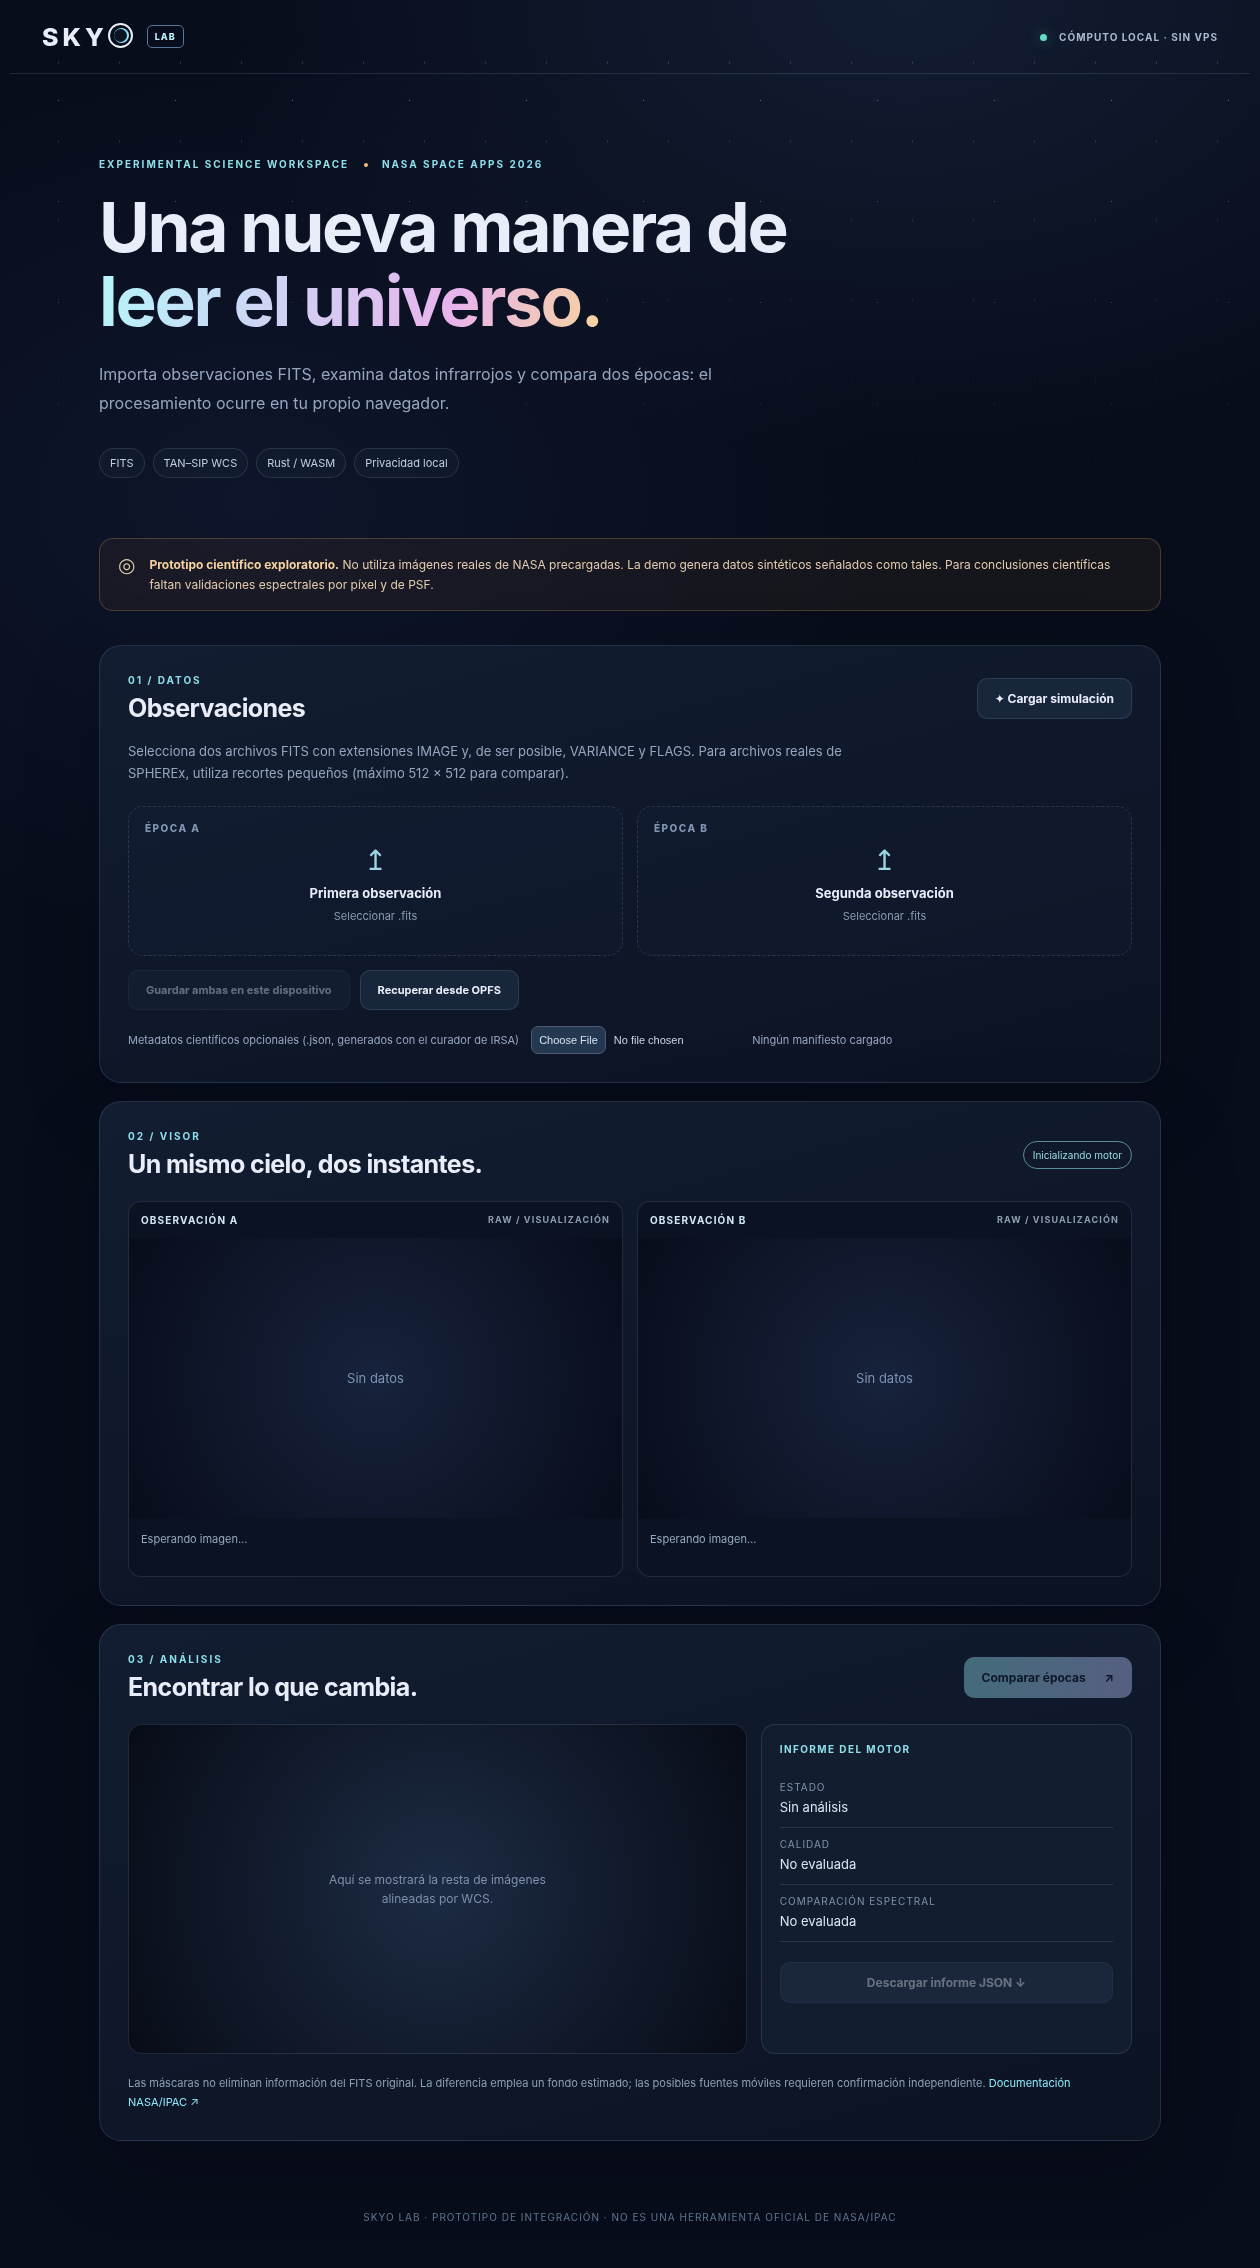 SKYO LAB
CÓMPUTO LOCAL · SIN VPS
EXPERIMENTAL SCIENCE WORKSPACE • NASA SPACE APPS 2026
Una nueva manera de
leer el universo.
Importa observaciones FITS, examina datos infrarrojos y compara dos épocas: el
procesamiento ocurre en tu propio navegador.
FITS
TAN–SIP WCS
Rust / WASM
Privacidad local
◎ Prototipo científico exploratorio. No utiliza imágenes reales de NASA precargadas. La demo genera datos sintéticos señalados como tales. Para conclusiones científicas
faltan validaciones espectrales por píxel y de PSF.
01 / DATOS
Observaciones
✦ Cargar simulación
Selecciona dos archivos FITS con extensiones IMAGE y, de ser posible, VARIANCE y FLAGS. Para archivos reales de
SPHEREx, utiliza recortes pequeños (máximo 512 × 512 para comparar).
ÉPOCA A
↥
Primera observación
Seleccionar .fits
ÉPOCA B
↥
Segunda observación
Seleccionar .fits
Guardar ambas en este dispositivo
Recuperar desde OPFS
Metadatos científicos opcionales (.json, generados con el curador de IRSA)
Choose File No file chosen
Ningún manifiesto cargado
02 / VISOR
Un mismo cielo, dos instantes.
Inicializando motor
OBSERVACIÓN A
RAW / VISUALIZACIÓN
Sin datos
Esperando imagen...
OBSERVACIÓN B
RAW / VISUALIZACIÓN
Sin datos
Esperando imagen...
03 / ANÁLISIS
Encontrar lo que cambia.
Comparar épocas ↗
Aquí se mostrará la resta de imágenes
alineadas por WCS.
INFORME DEL MOTOR
ESTADO
Sin análisis
CALIDAD
No evaluada
COMPARACIÓN ESPECTRAL
No evaluada
Descargar informe JSON ↓
Las máscaras no eliminan información del FITS original. La diferencia emplea un fondo estimado; las posibles fuentes móviles requieren confirmación independiente. Documentación
NASA/IPAC ↗
SKYO LAB · PROTOTIPO DE INTEGRACIÓN · NO ES UNA HERRAMIENTA OFICIAL DE NASA/IPAC